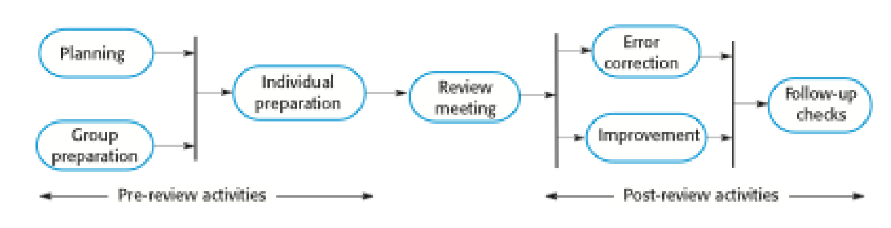 Planning
Group
preparation
Individual
preparation
Review
meeting
Error
correction
Improvement
Follow-up
checks
Pre-review activities
Post-review activities